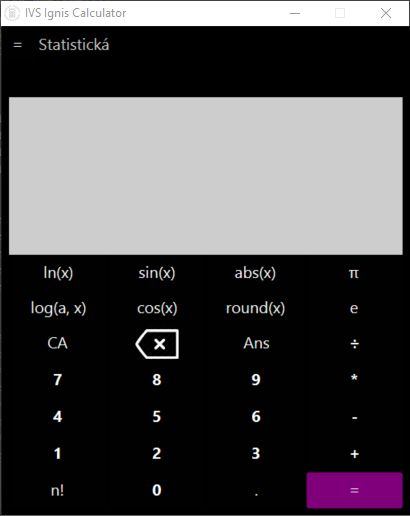 IVS Ignis Calculator
= Statistická
ln(x) sin(x) abs(x) π
log(a, x) cos(x) round(x) e
CA Ans ÷
7 8 9 *
4 5 6 -
1 2 3 +
n! 0 . =